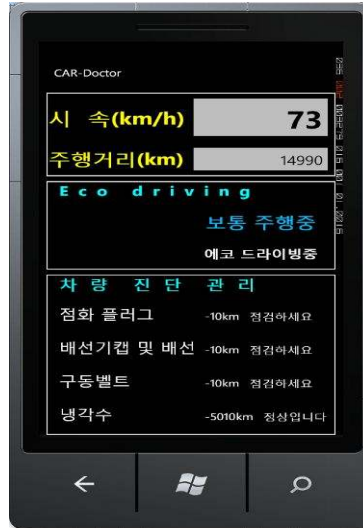 CAR-Doctor
시 속(km/h) 73
주행거리(km) 14990
Eco driving
보통 주행중
에코 드라이빙중
차 량 진 단 관 리
점화 플러그 -10km 점검하세요
배선기캡 및 배선 -10km 점검하세요
구동벨트 -10km 점검하세요
냉각수 -5010km 정상입니다